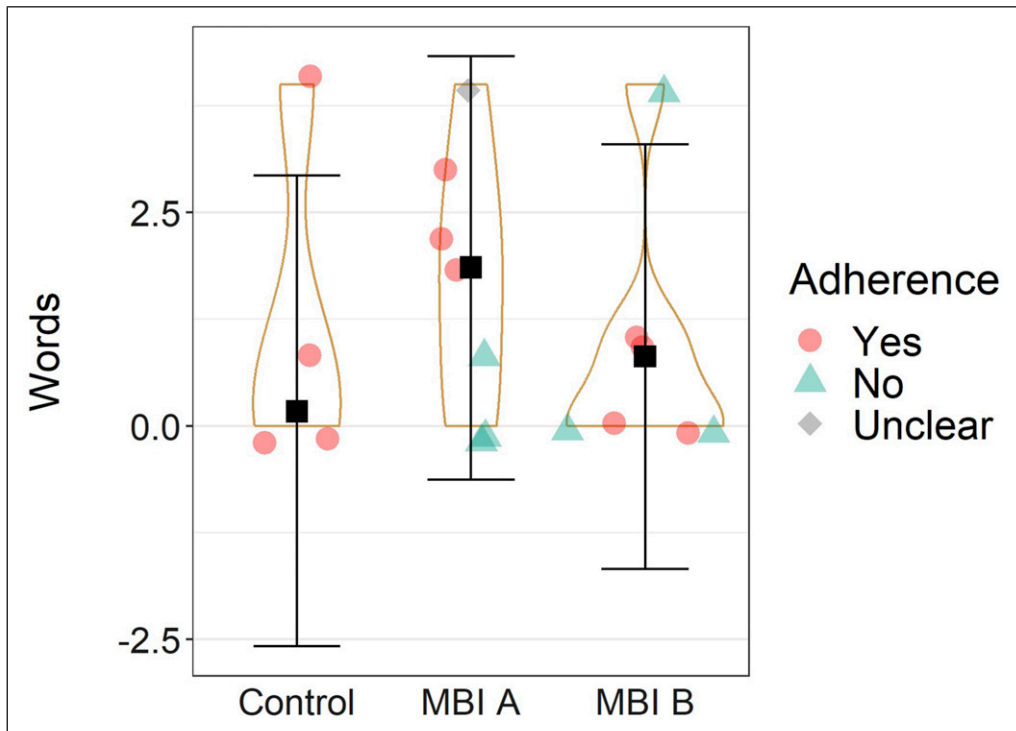 Words
2.5
0.0
-2.5
Control MBI A MBI B
Adherence
Yes
No
Unclear